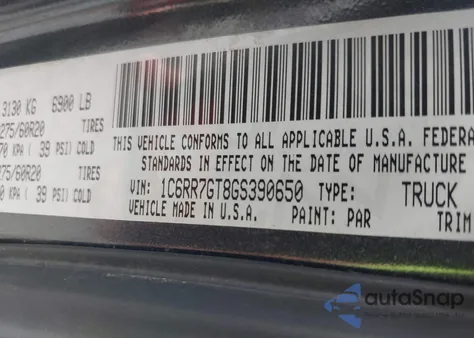 3130 KG 6900 LB
275/60R20 TIRES
70 KPA( 39 PSI) COLD
275/60R20 TIRES
0 KPA( 39 PSI) COLD
THIS VEHICLE CONFORMS TO ALL APPLICABLE U.S.A. FEDERA
STANDARDS IN EFFECT ON THE DATE OF MANUFACTURE
VIN: 1C6RR7GT8GS390650 TYPE: TRUCK
VEHICLE MADE IN U.S.A. PAINT: PAR TRIM
autoSnap